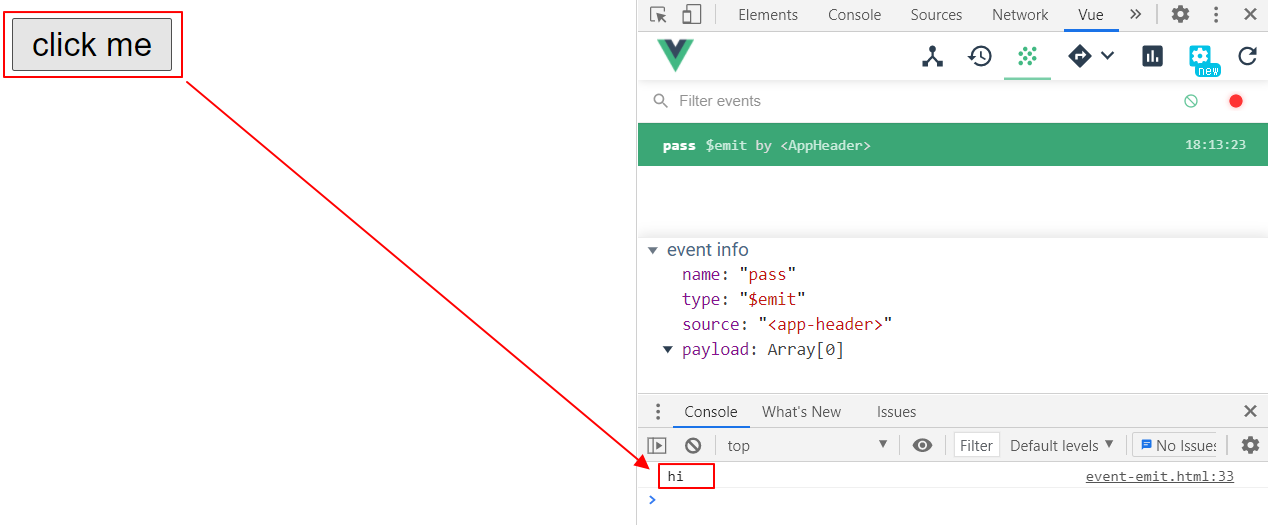 click me
Elements Console Sources Network Vue
new
Filter events
pass $emit by <AppHeader> 18:13:23
event info
name: "pass"
type: "$emit"
source: "<app-header>"
payload: Array[0]
Console What's New Issues
top Filter Default levels No Issues
hi event-emit.html:33